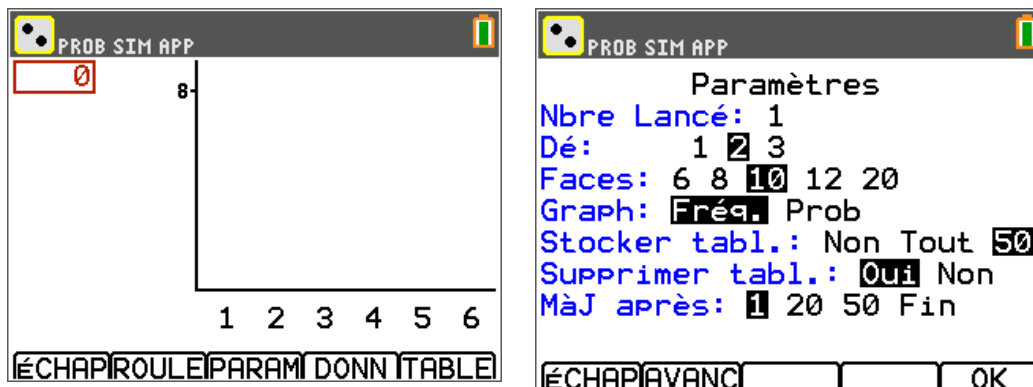 PROB SIM APP
0
8
1 2 3 4 5 6
ÉCHAP ROULE PARAM DONN TABLE
PROB SIM APP
Paramètres
Nbre Lancé: 1
Dé: 1 2 3
Faces: 6 8 10 12 20
Graph: Fréq. Prob
Stocker tabl.: Non Tout 50
Supprimer tabl.: Oui Non
MàJ après: 1 20 50 Fin
ÉCHAP AVANC OK